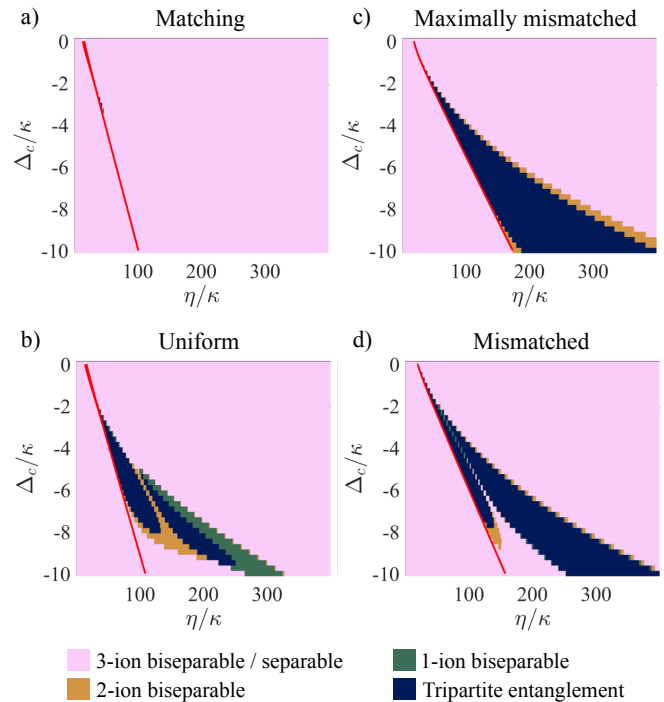 a) Matching
0
-2
-4
-6
-8
-10
Δc/κ
100 200 300
η/κ
c) Maximally mismatched
0
-2
-4
-6
-8
-10
Δc/κ
100 200 300
η/κ
b) Uniform
0
-2
-4
-6
-8
-10
Δc/κ
100 200 300
η/κ
d) Mismatched
0
-2
-4
-6
-8
-10
Δc/κ
100 200 300
η/κ
3-ion biseparable / separable
2-ion biseparable
1-ion biseparable
Tripartite entanglement